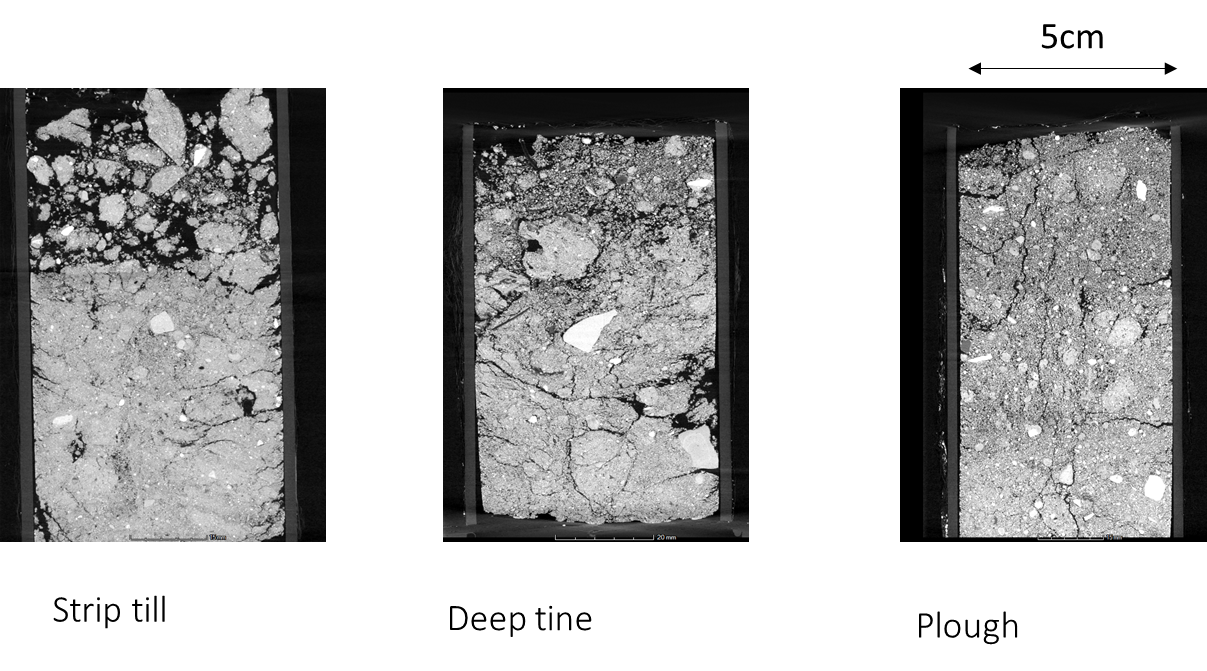 5cm
20 mm
Strip till
Deep tine
Plough